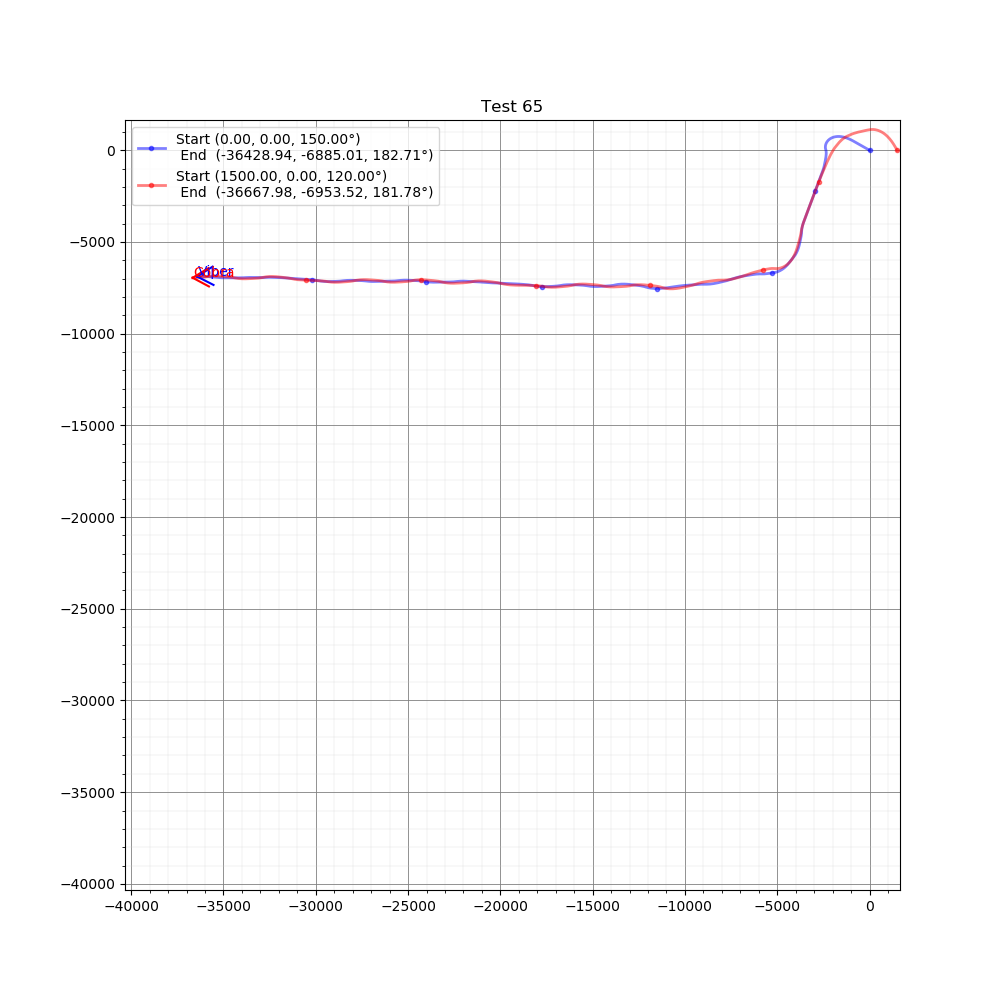 Test 65
Start (0.00, 0.00, 150.00°)
End  (-36428.94, -6885.01, 182.71°)
Start (1500.00, 0.00, 120.00°)
End  (-36667.98, -6953.52, 181.78°)
0
−5000
−10000
−15000
−20000
−25000
−30000
−35000
−40000
−40000 −35000 −30000 −25000 −20000 −15000 −10000 −5000 0